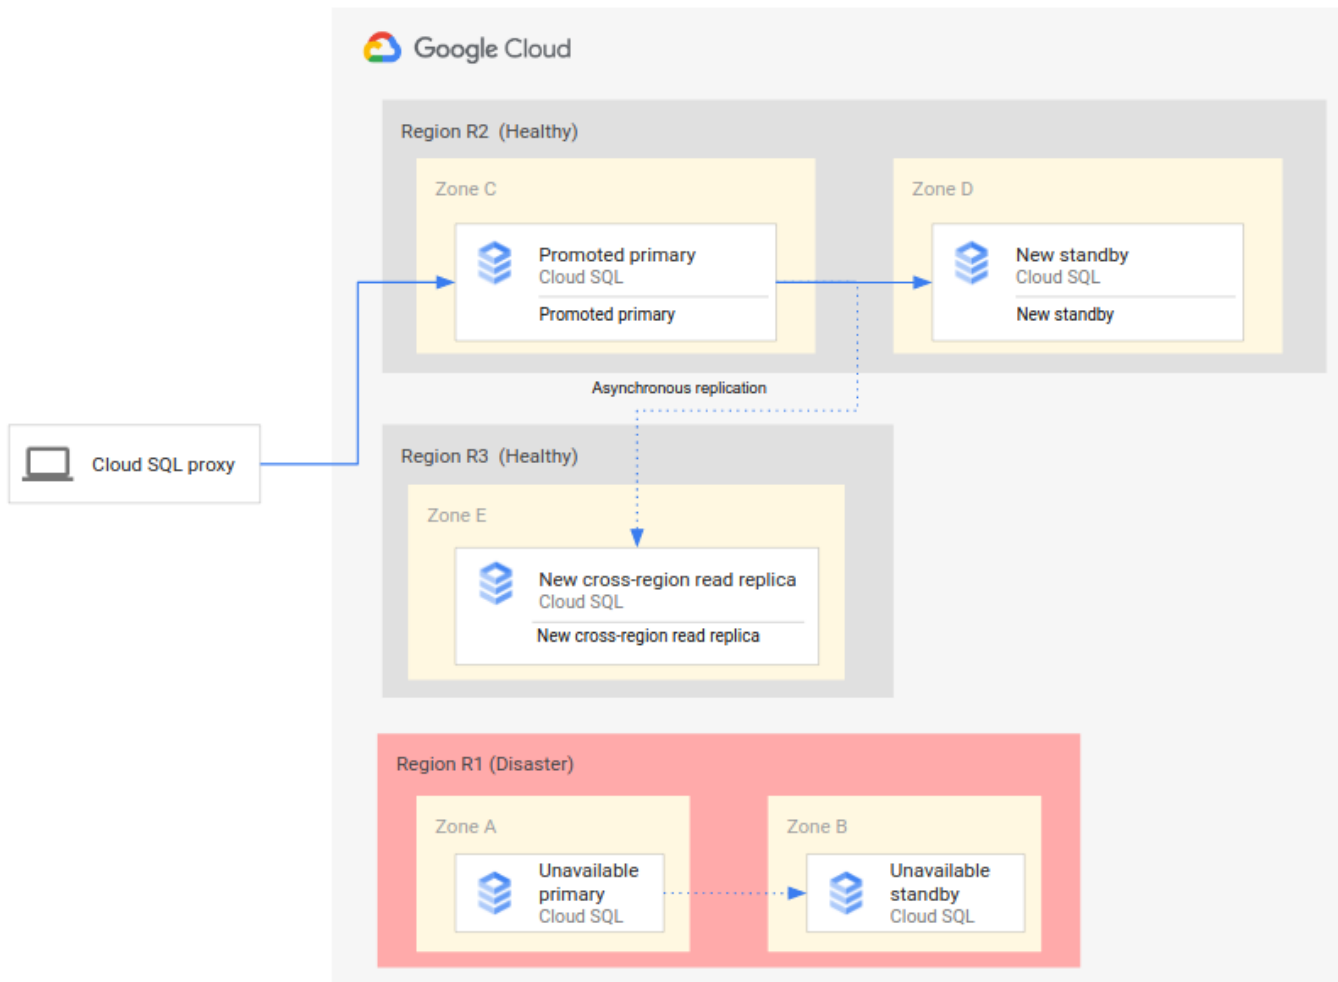 Google Cloud
Region R2 (Healthy)
Zone C
Promoted primary
Cloud SQL
Promoted primary
Zone D
New standby
Cloud SQL
New standby
Asynchronous replication
Cloud SQL proxy
Region R3 (Healthy)
Zone E
New cross-region read replica
Cloud SQL
New cross-region read replica
Region R1 (Disaster)
Zone A
Unavailable
primary
Cloud SQL
Zone B
Unavailable
standby
Cloud SQL